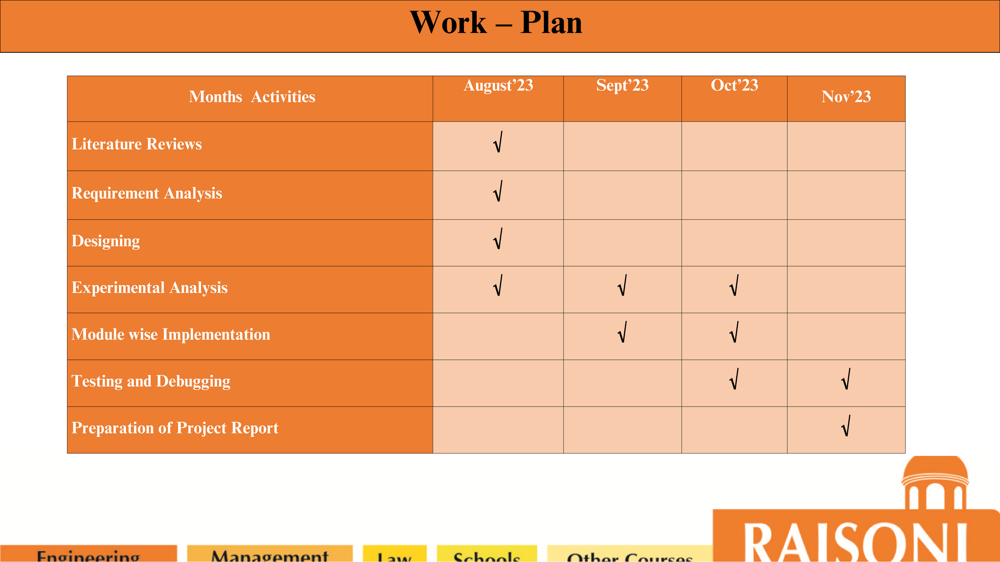 Work – Plan
Months  Activities August’23 Sept’23 Oct’23 Nov’23
Literature Reviews √
Requirement Analysis √
Designing √
Experimental Analysis √ √ √
Module wise Implementation √ √
Testing and Debugging √ √
Preparation of Project Report √
RAISONI
Engineering Management Law Schools Other Courses